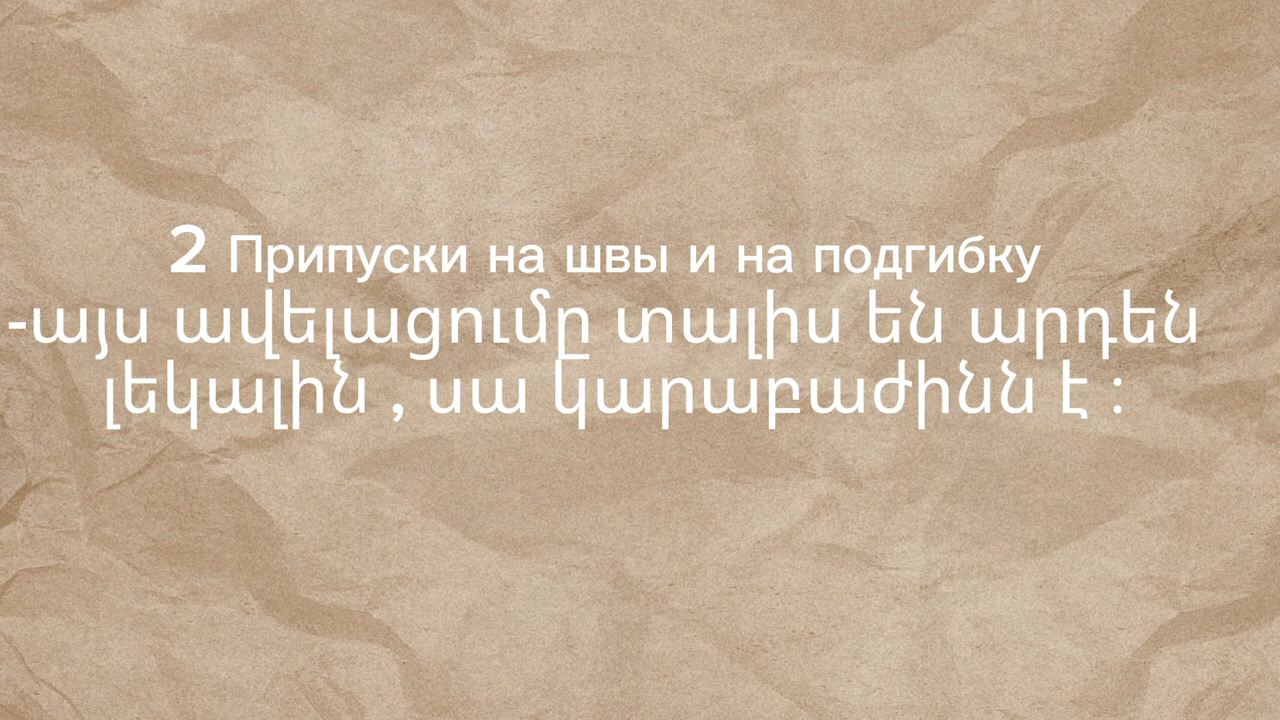 2 Припуски на швы и на подгибку
-այս ավելացումը տալիս են արդեն
լեկալին , սա կարաբաժինն է :